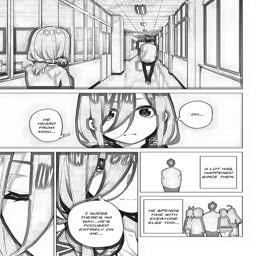 OH...
HE
HEARD
FROM
MIKU...
A LOT HAS
HAPPENED
SINCE THEN.
HE SPENDS
TIME WITH
EVERYONE
ELSE TOO...
I GUESS
THERE'S NO
WAY... HE'S
FOCUSED
ENTIRELY
ON ME...